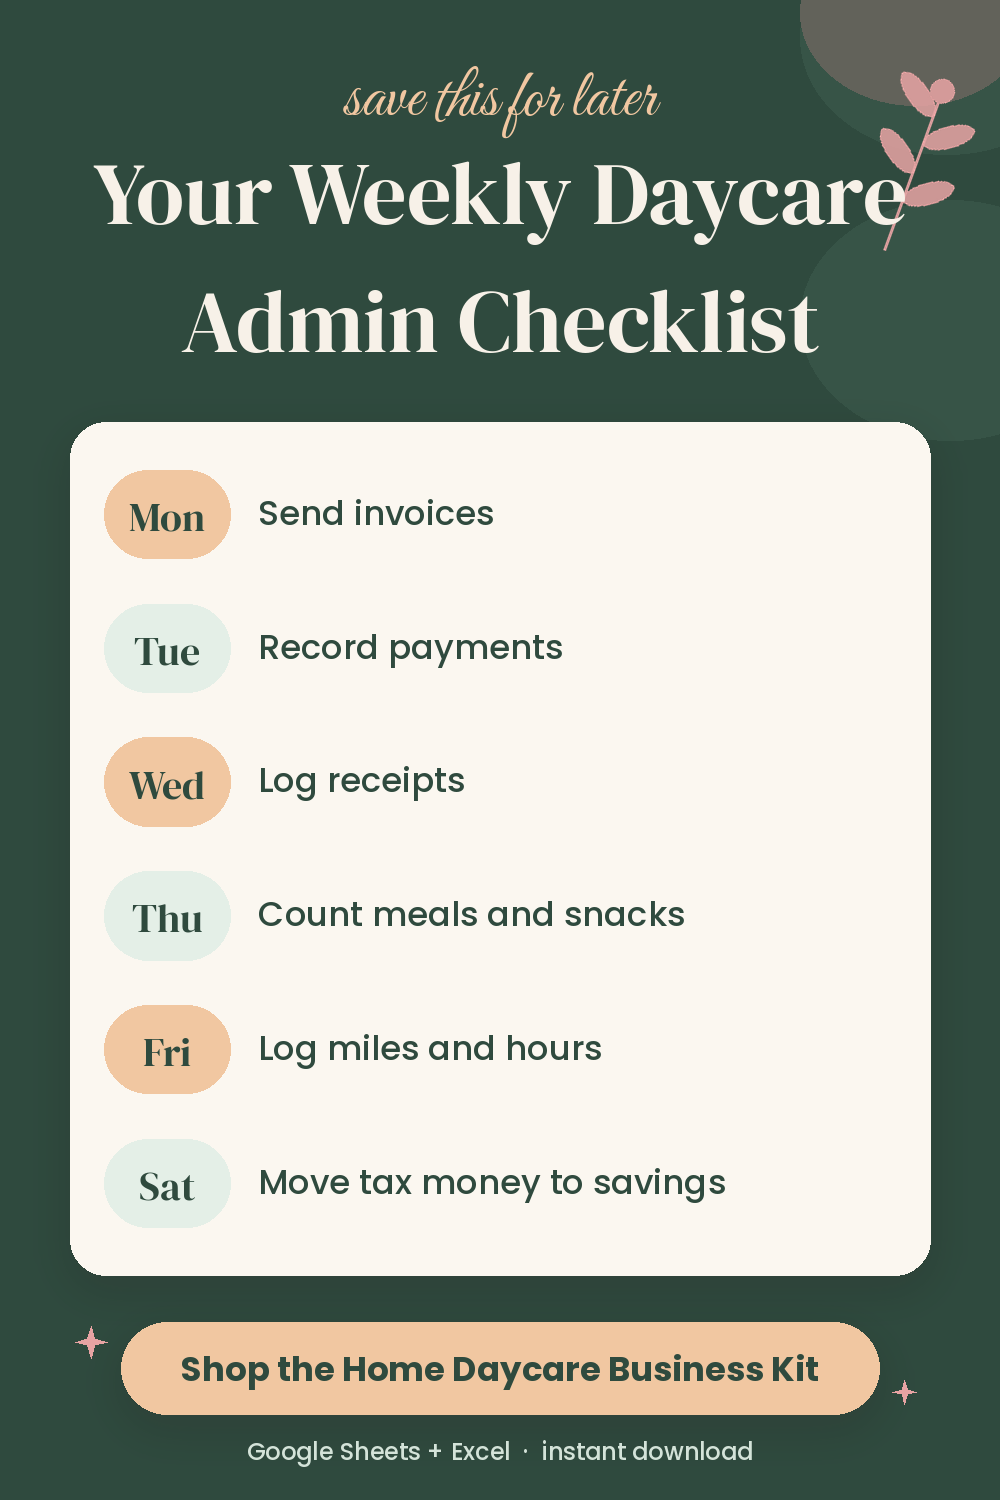 save this for later
Your Weekly Daycare
Admin Checklist
Mon Send invoices
Tue Record payments
Wed Log receipts
Thu Count meals and snacks
Fri Log miles and hours
Sat Move tax money to savings
Shop the Home Daycare Business Kit
Google Sheets + Excel · instant download